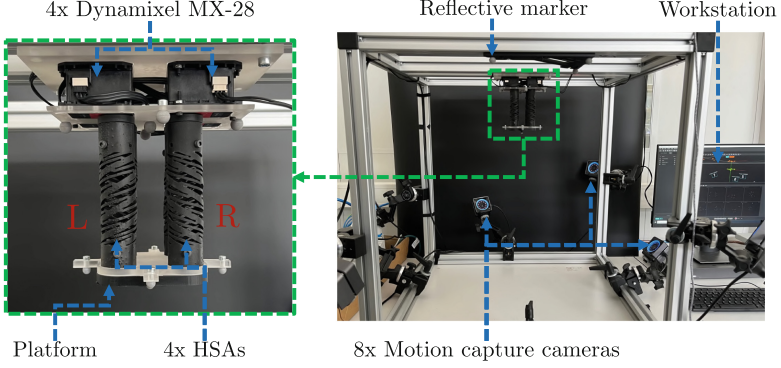 4x Dynamixel MX-28
Reflective marker
Workstation
L
R
Platform
4x HSAs
8x Motion capture cameras